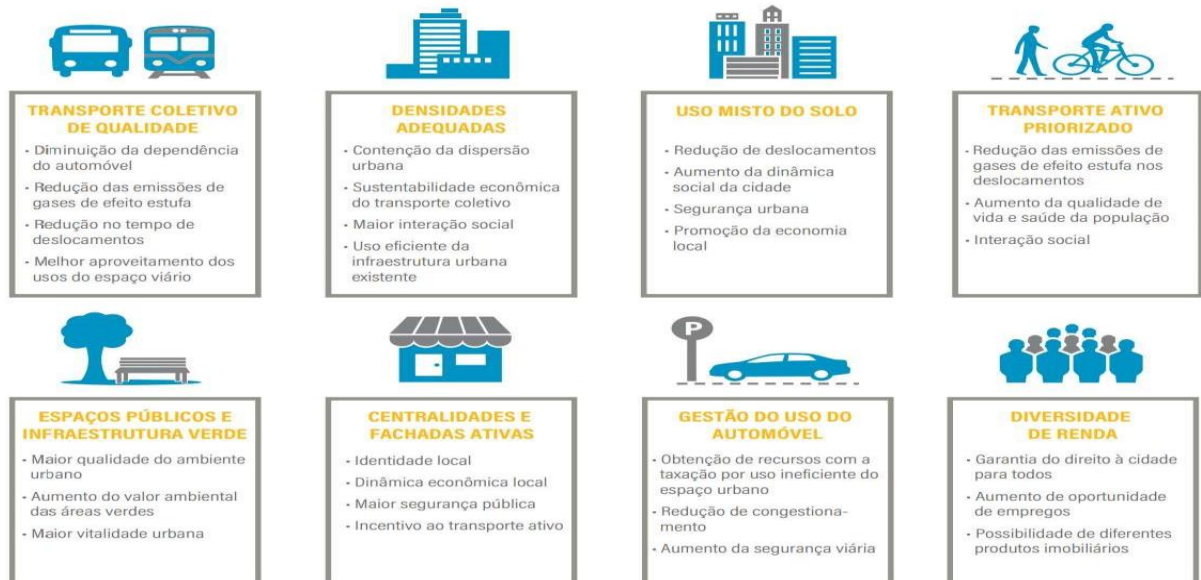 TRANSPORTE COLETIVO
DE QUALIDADE
- Diminuição da dependência
do automóvel
- Redução das emissões de
gases de efeito estufa
- Redução no tempo de
deslocamentos
- Melhor aproveitamento dos
usos do espaço viário
DENSIDADES
ADEQUADAS
- Contenção da dispersão
urbana
- Sustentabilidade econômica
do transporte coletivo
- Maior interação social
- Uso eficiente da
infraestrutura urbana
existente
USO MISTO DO SOLO
- Redução de deslocamentos
- Aumento da dinâmica
social da cidade
- Segurança urbana
- Promoção da economia
local
TRANSPORTE ATIVO
PRIORIZADO
- Redução das emissões de
gases de efeito estufa nos
deslocamentos
- Aumento da qualidade de
vida e saúde da população
- Interação social
ESPAÇOS PÚBLICOS E
INFRAESTRUTURA VERDE
- Maior qualidade do ambiente
urbano
- Aumento do valor ambiental
das áreas verdes
- Maior vitalidade urbana
CENTRALIDADES E
FACHADAS ATIVAS
- Identidade local
- Dinâmica econômica local
- Maior segurança pública
- Incentivo ao transporte ativo
P
GESTÃO DO USO DO
AUTOMÓVEL
- Obtenção de recursos com a
taxação por uso ineficiente do
espaço urbano
- Redução de congestiona-
mento
- Aumento da segurança viária
DIVERSIDADE
DE RENDA
- Garantia do direito à cidade
para todos
- Aumento de oportunidade
de empregos
- Possibilidade de diferentes
produtos imobiliários